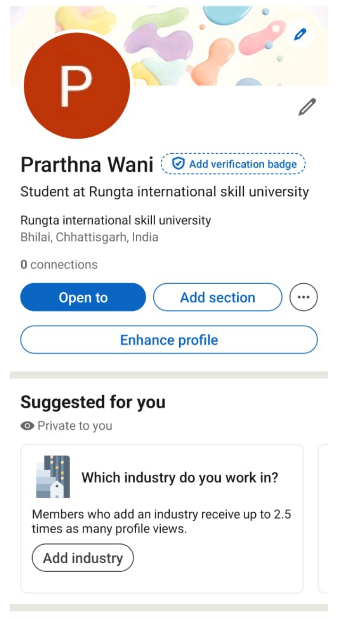 P
Prarthna Wani
Add verification badge
Student at Rungta international skill university
Rungta international skill university
Bhilai, Chhattisgarh, India
0 connections
Open to
Add section
Enhance profile
Suggested for you
Private to you
Which industry do you work in?
Members who add an industry receive up to 2.5
times as many profile views.
Add industry